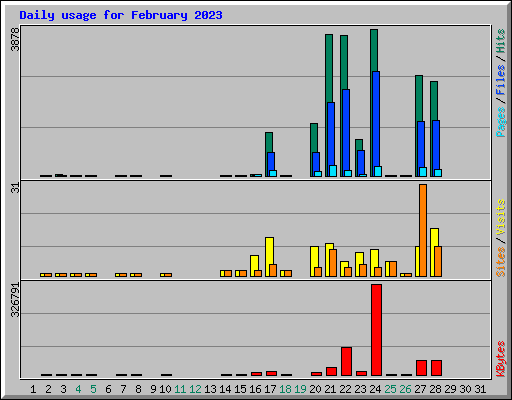 Daily usage for February 2023
3878
Pages / Files / Hits
31
Sites / Visits
326791
KBytes
1 2 3 4 5 6 7 8 9 10 11 12 13 14 15 16 17 18 19 20 21 22 23 24 25 26 27 28 29 30 31